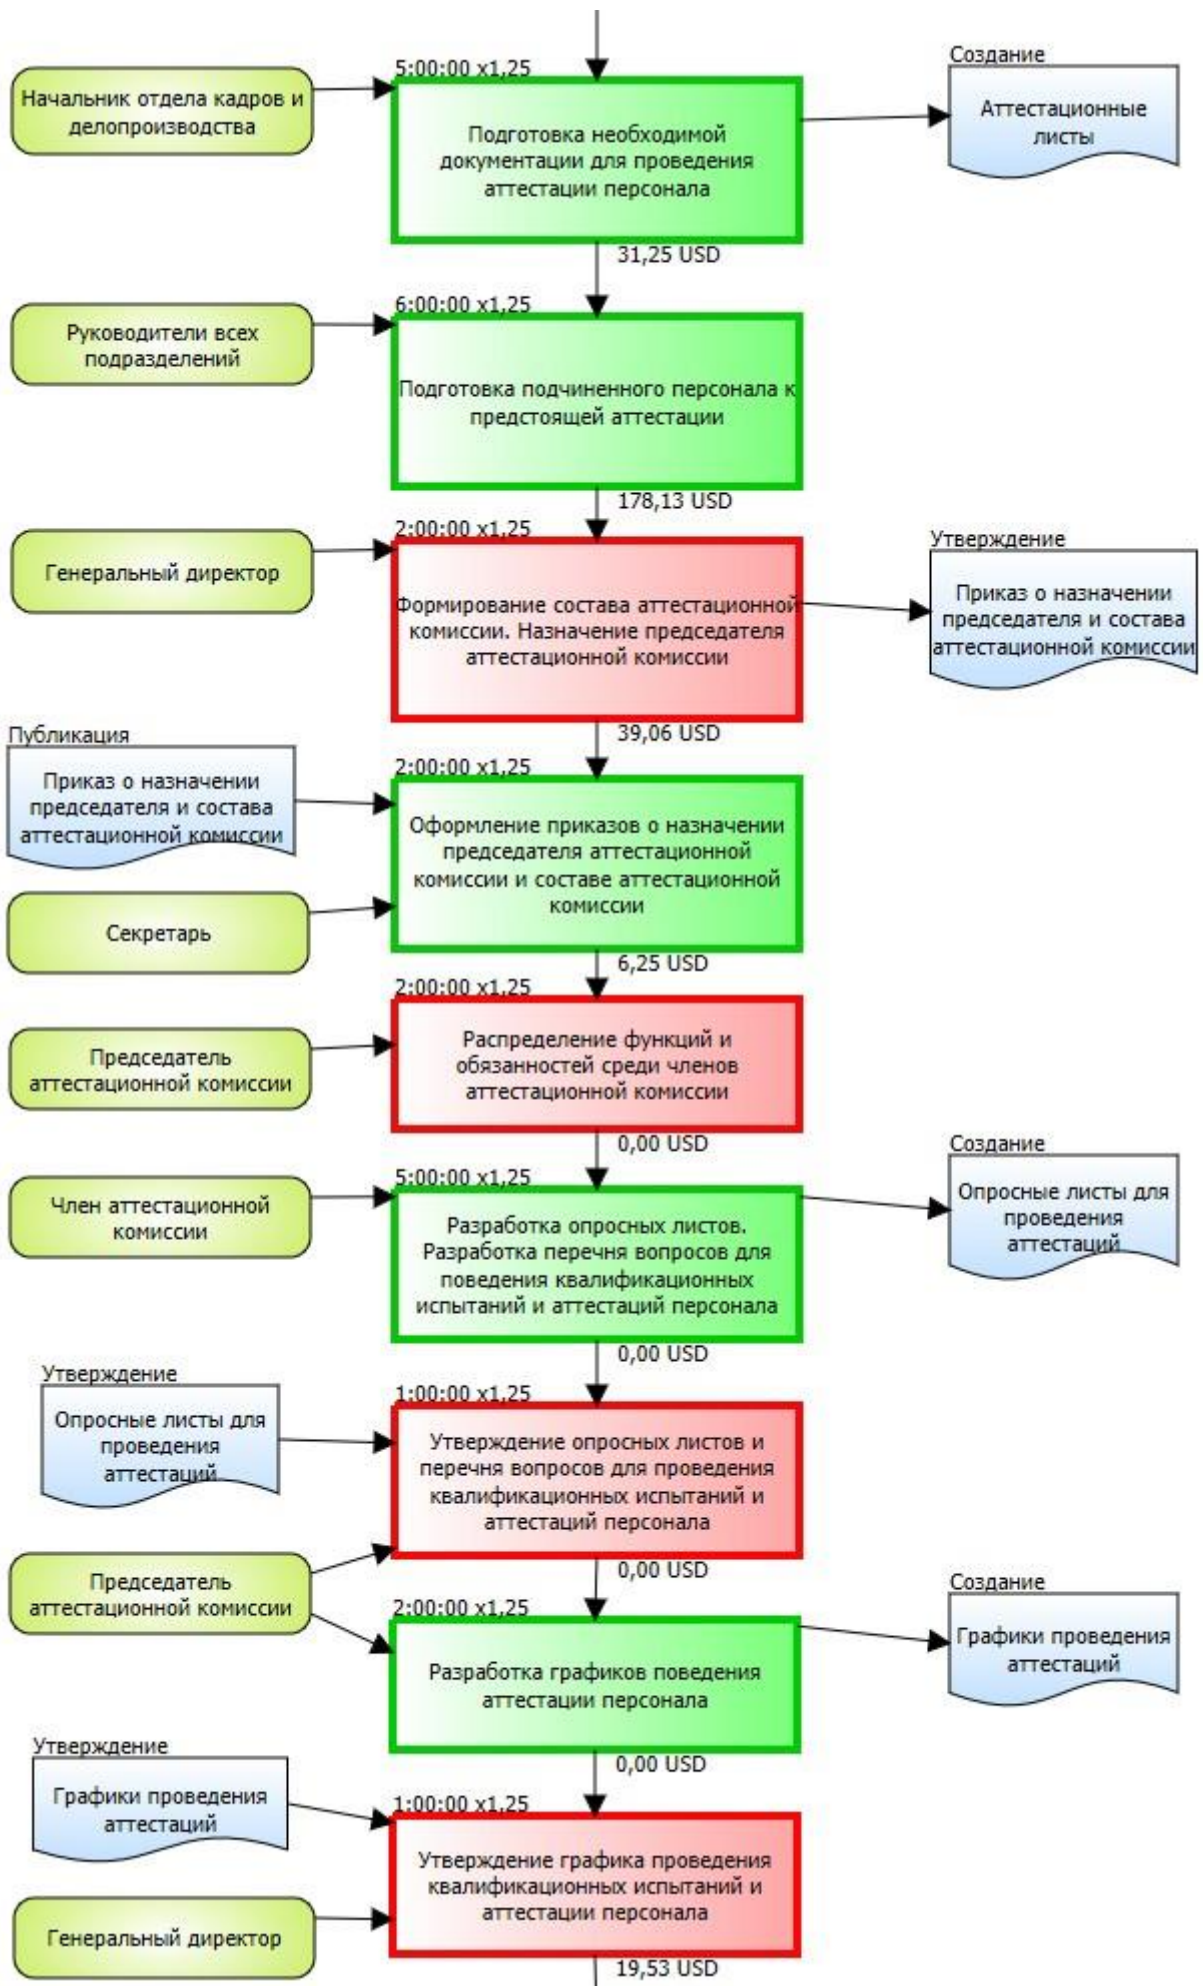 Создание
5:00:00 x1,25
Начальник отдела кадров и
делопроизводства
Подготовка необходимой
документации для проведения
аттестации персонала
Аттестационные
листы
31,25 USD
6:00:00 x1,25
Руководители всех
подразделений
Подготовка подчиненного персонала к
предстоящей аттестации
178,13 USD
2:00:00 x1,25
Генеральный директор
Формирование состава аттестационной
комиссии. Назначение председателя
аттестационной комиссии
Утверждение
Приказ о назначении
председателя и состава
аттестационной комиссии
39,06 USD
Публикация
Приказ о назначении
председателя и состава
аттестационной комиссии
2:00:00 x1,25
Оформление приказов о назначении
председателя аттестационной
комиссии и составе аттестационной
комиссии
Секретарь
6,25 USD
2:00:00 x1,25
Председатель
аттестационной комиссии
Распределение функций и
обязанностей среди членов
аттестационной комиссии
0,00 USD
5:00:00 x1,25
Член аттестационной
комиссии
Разработка опросных листов.
Разработка перечня вопросов для
поведения квалификационных
испытаний и аттестаций персонала
Создание
Опросные листы для
проведения
аттестаций
0,00 USD
Утверждение
Опросные листы для
проведения
аттестаций
1:00:00 x1,25
Утверждение опросных листов и
перечня вопросов для проведения
квалификационных испытаний и
аттестаций персонала
Председатель
аттестационной комиссии
0,00 USD
2:00:00 x1,25
Разработка графиков поведения
аттестации персонала
Создание
Графики проведения
аттестаций
0,00 USD
Утверждение
Графики проведения
аттестаций
1:00:00 x1,25
Утверждение графика проведения
квалификационных испытаний и
аттестации персонала
Генеральный директор
19,53 USD